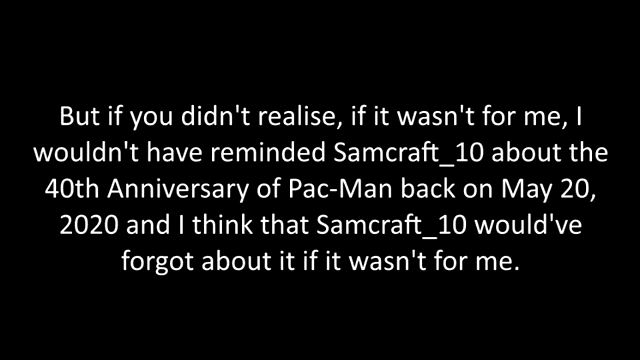 But if you didn't realise, if it wasn't for me, I
wouldn't have reminded Samcraft_10 about the
40th Anniversary of Pac-Man back on May 20,
2020 and I think that Samcraft_10 would've
forgot about it if it wasn't for me.